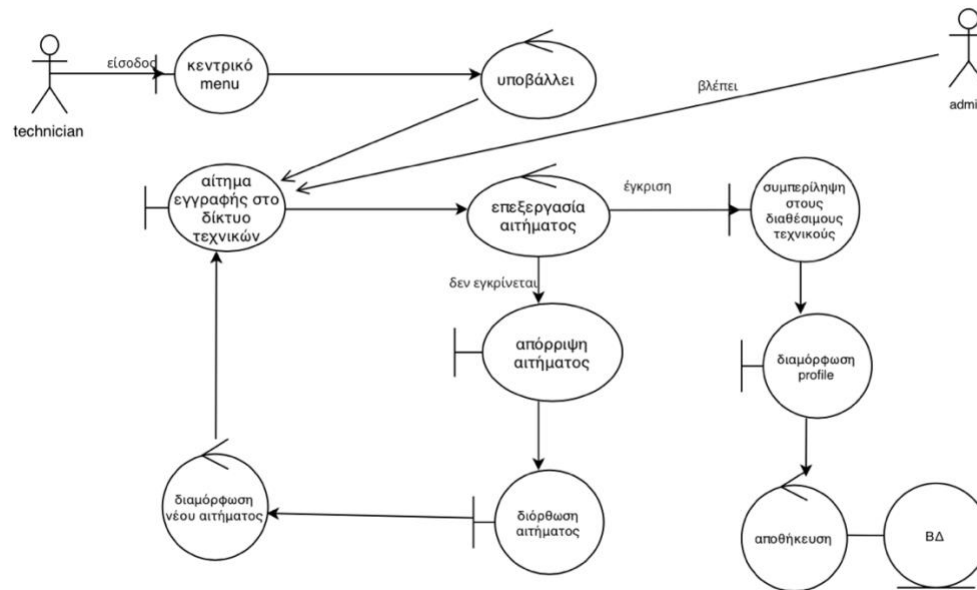 είσοδος
κεντρικό
menu
υποβάλλει
βλέπει
technician
admi
αίτημα
εγγραφής στο
δίκτυο
τεχνικών
επεξεργασία
αιτήματος
έγκριση
συμπερίληψη
στους
διαθέσιμους
τεχνικούς
δεν εγκρίνεται
απόρριψη
αιτήματος
διαμόρφωση
profile
διαμόρφωση
νέου αιτήματος
διόρθωση
αιτήματος
αποθήκευση
ΒΔ